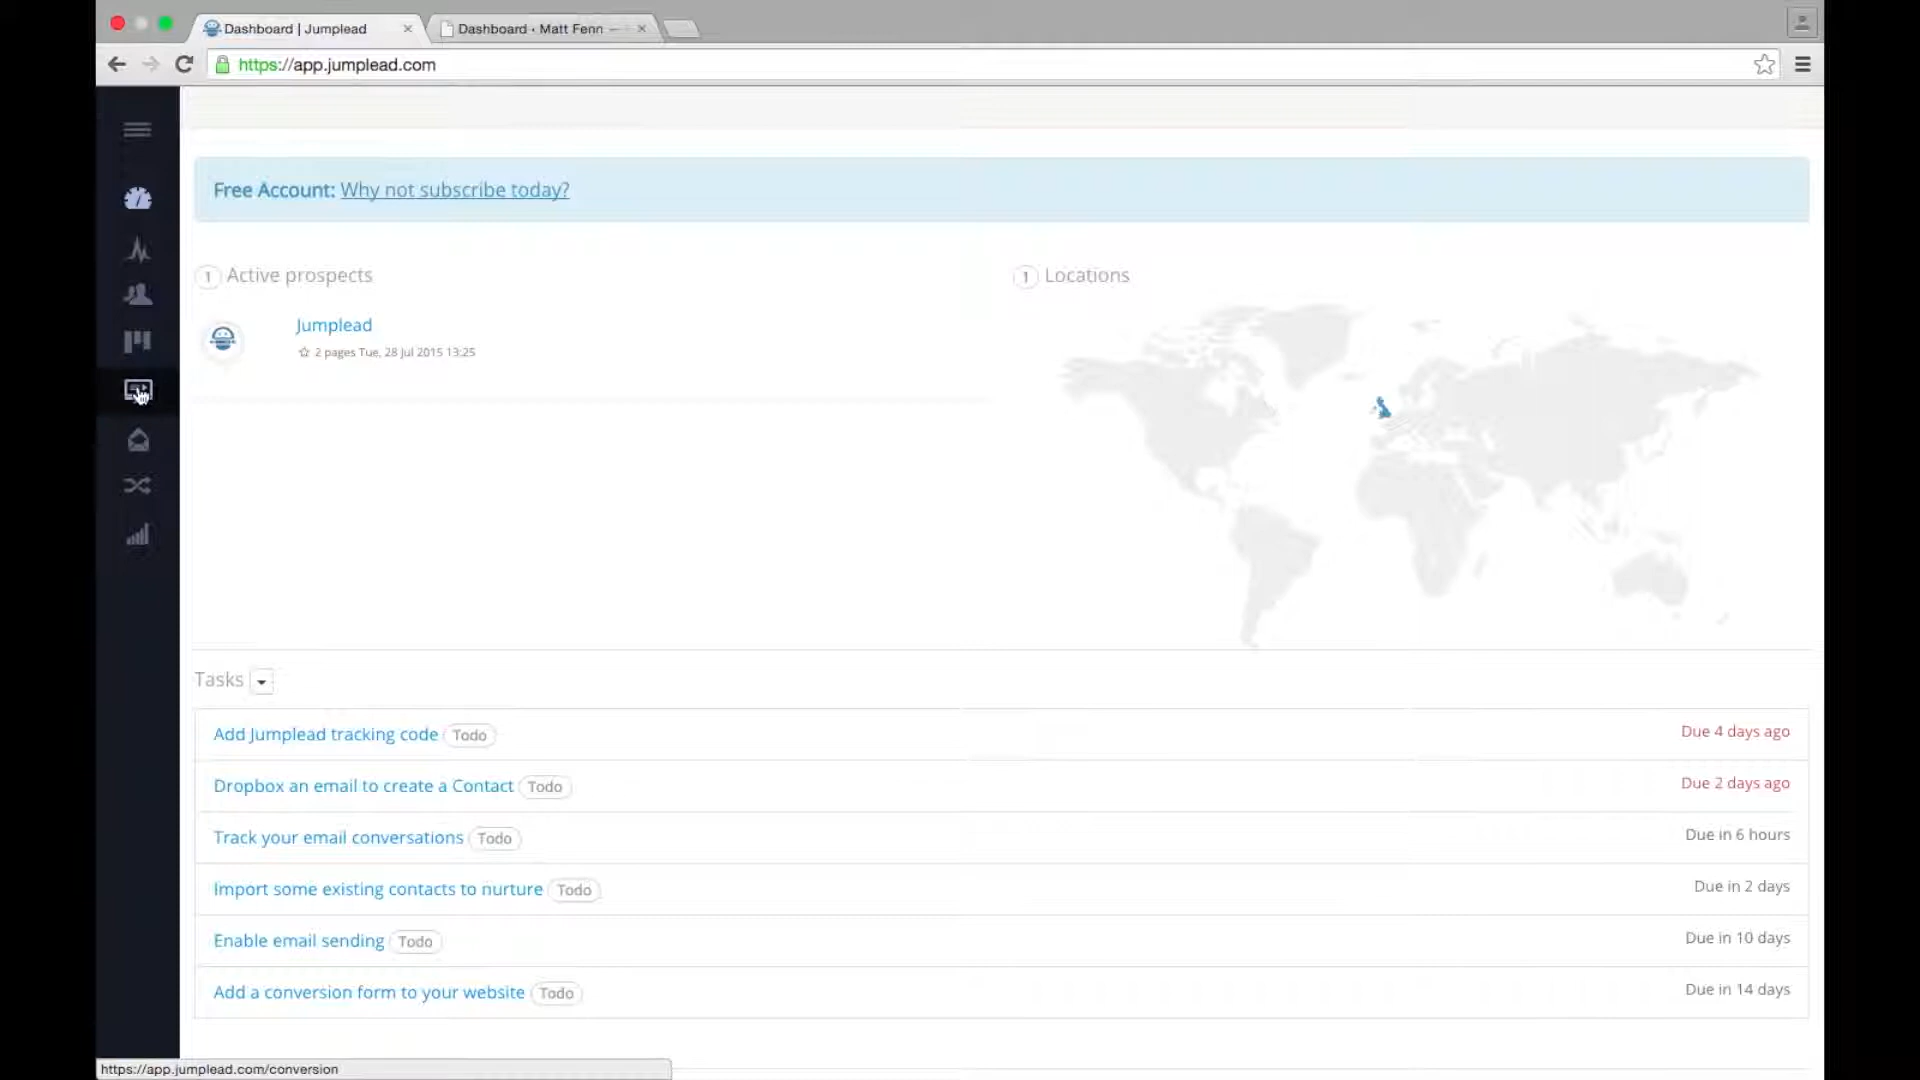 Dashboard | Jumplead
Dashboard ‹ Matt Fenn —
https://app.jumplead.com
Free Account: Why not subscribe today?
1 Active prospects
1 Locations
Jumplead
2 pages Tue, 28 Jul 2015 13:25
Tasks
Add Jumplead tracking code Todo Due 4 days ago
Dropbox an email to create a Contact Todo Due 2 days ago
Track your email conversations Todo Due in 6 hours
Import some existing contacts to nurture Todo Due in 2 days
Enable email sending Todo Due in 10 days
Add a conversion form to your website Todo Due in 14 days
https://app.jumplead.com/conversion